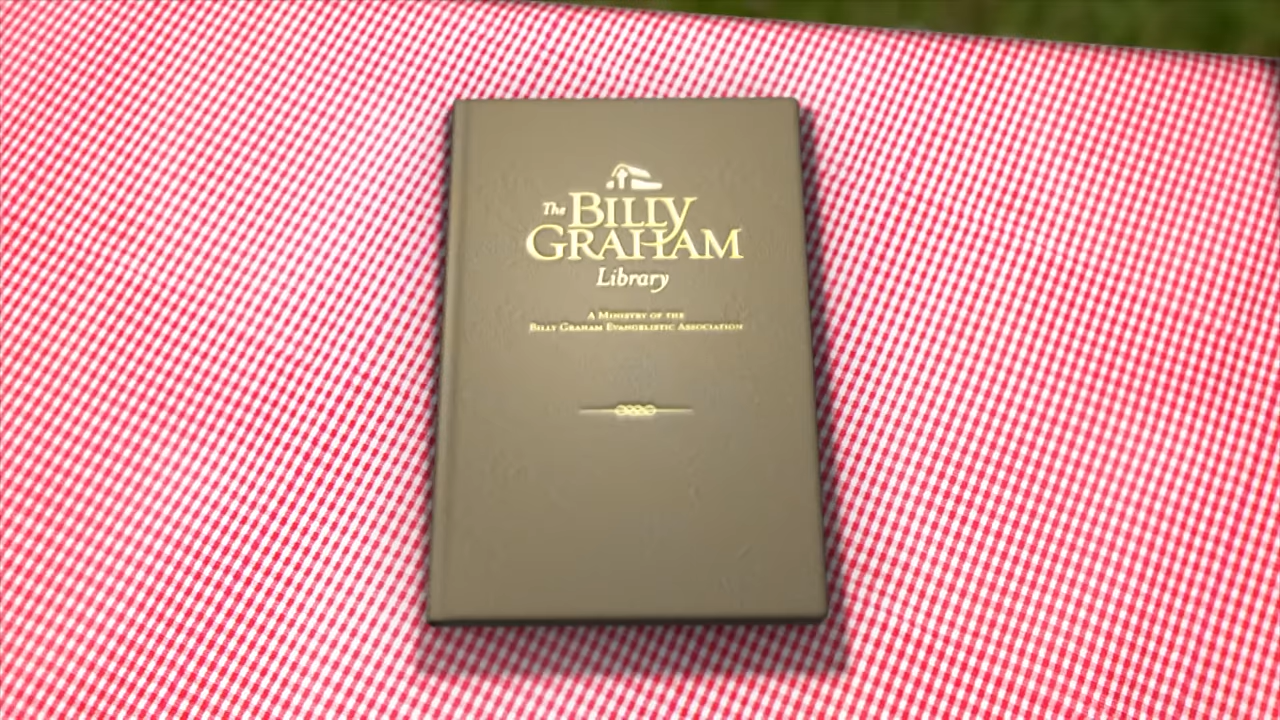 The BILLY
GRAHAM
Library
A MINISTRY OF THE
BILLY GRAHAM EVANGELISTIC ASSOCIATION